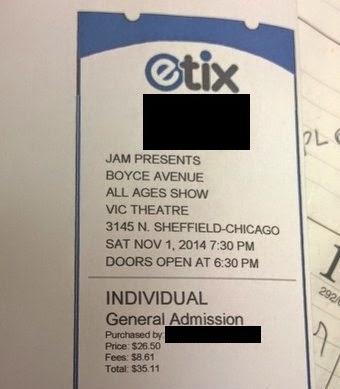 etix
JAM PRESENTS
BOYCE AVENUE
ALL AGES SHOW
VIC THEATRE
3145 N. SHEFFIELD-CHICAGO
SAT NOV 1, 2014 7:30 PM
DOORS OPEN AT 6:30 PM
INDIVIDUAL
General Admission
Purchased by:
Price: $26.50
Fees: $8.61
Total: $35.11